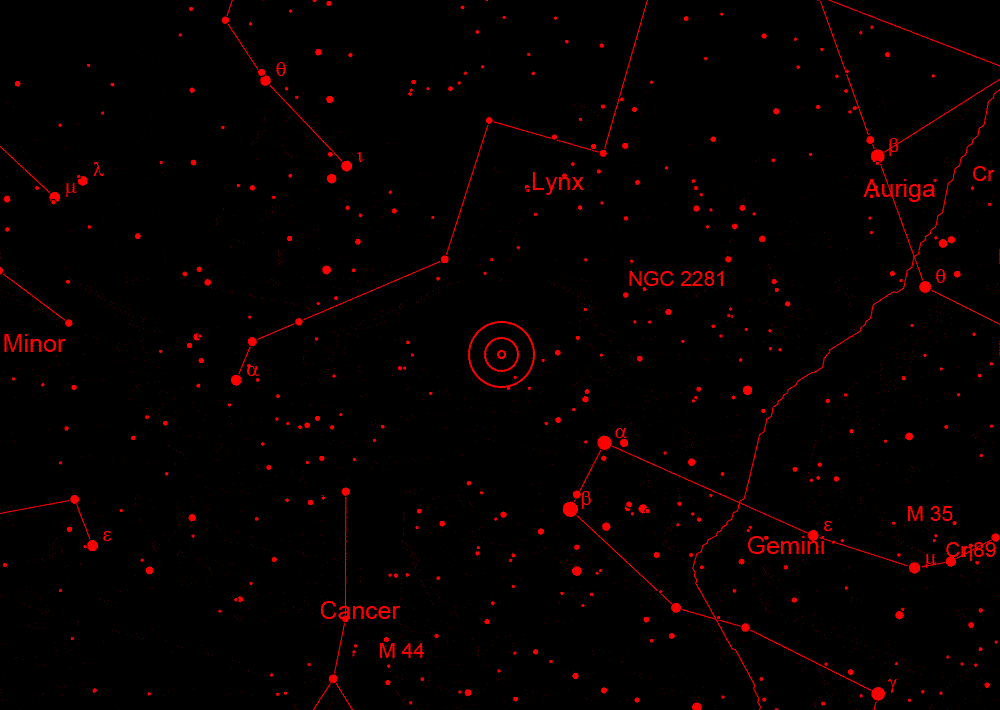 θ
ι
λ
μ
β
Lynx
Auriga
Cr
NGC 2281
θ
Minor
α
α
β
ε
M 35
ε
Gemini
μ
η
Cr 89
Cancer
M 44
γ